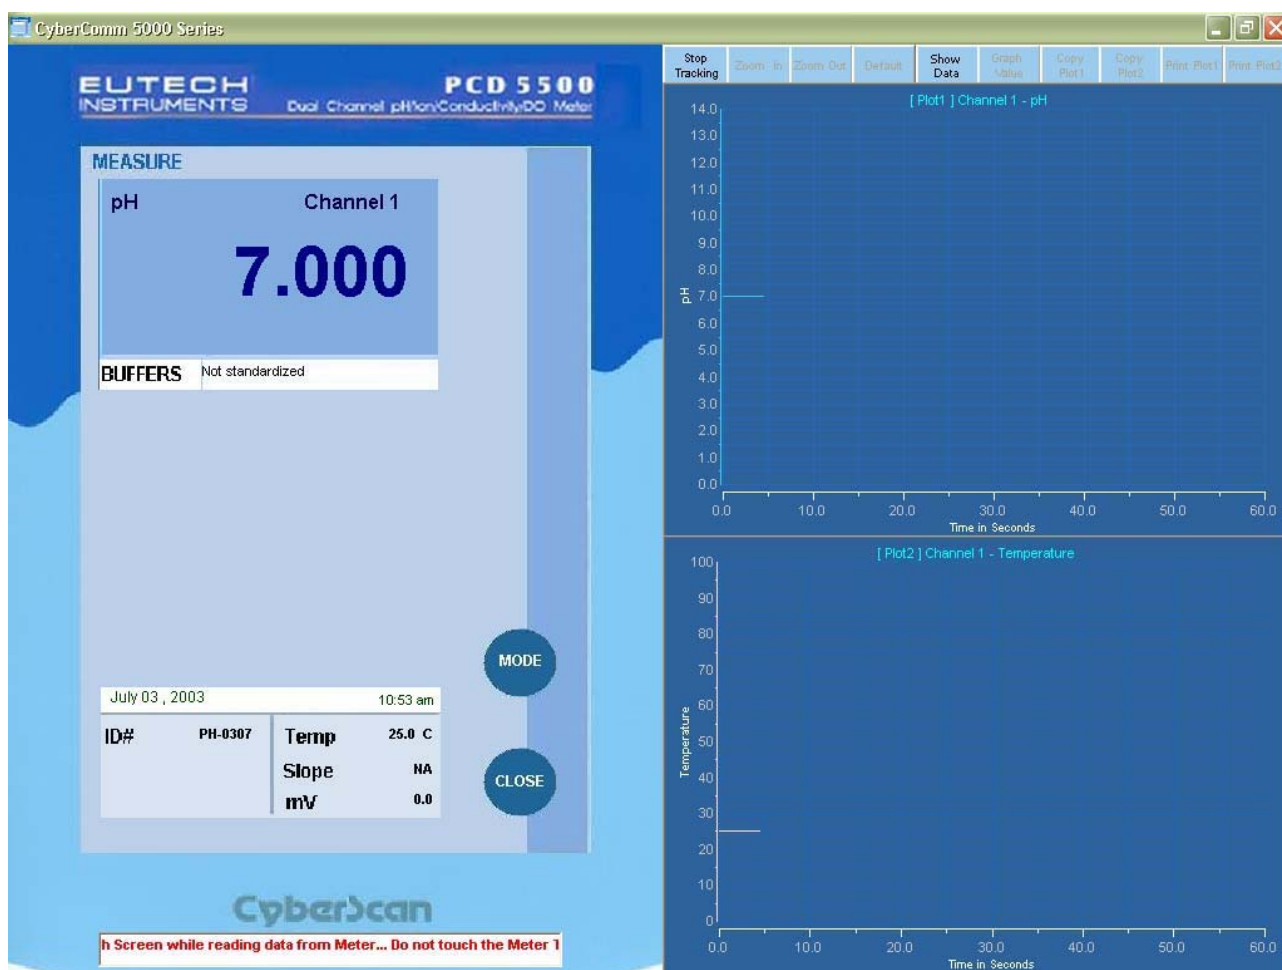 CyberComm 5000 Series
EUTECH
INSTRUMENTS
PCD 5500
Dual Channel pH/Ion/Conductivity/DO Meter
MEASURE
pH Channel 1
7.000
BUFFERS Not standardized
MODE
July 03 , 2003 10:53 am
ID# PH-0307
Temp 25.0 C
Slope NA
mV 0.0
CLOSE
CyberScan
h Screen while reading data from Meter... Do not touch the Meter T
Stop Tracking
Zoom In
Zoom Out
Default
Show Data
Graph Value
Copy Plot1
Copy Plot2
Print Plot1
Print Plot2
[ Plot1 ] Channel 1 - pH
14.0
13.0
12.0
11.0
10.0
9.0
8.0
7.0
6.0
5.0
4.0
3.0
2.0
1.0
0.0
pH
0.0 10.0 20.0 30.0 40.0 50.0 60.0
Time in Seconds
[ Plot2 ] Channel 1 - Temperature
100
90
80
70
60
50
40
30
20
10
0
Temperature
0.0 10.0 20.0 30.0 40.0 50.0 60.0
Time in Seconds